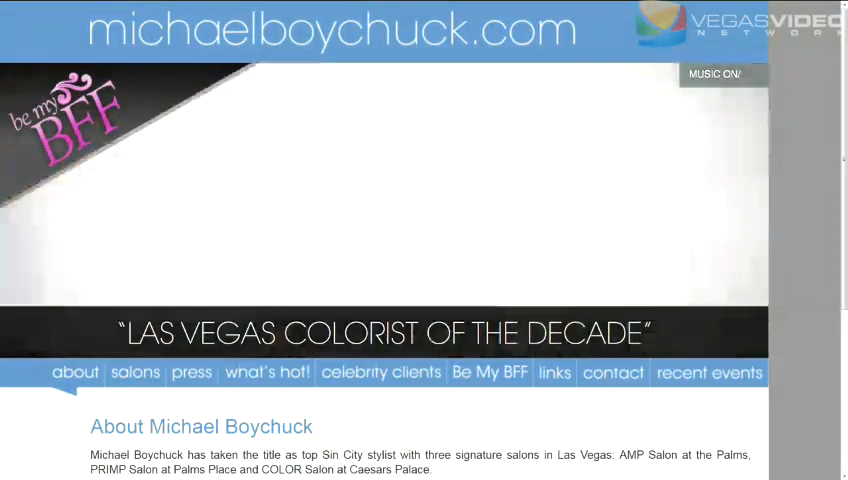 michaelboychuck.com
VEGASVIDEO
NETWORK
MUSIC ON/
be my
BFF
"LAS VEGAS COLORIST OF THE DECADE"
about salons press what's hot! celebrity clients Be My BFF links contact recent events
About Michael Boychuck
Michael Boychuck has taken the title as top Sin City stylist with three signature salons in Las Vegas: AMP Salon at the Palms,
PRIMP Salon at Palms Place and COLOR Salon at Caesars Palace.